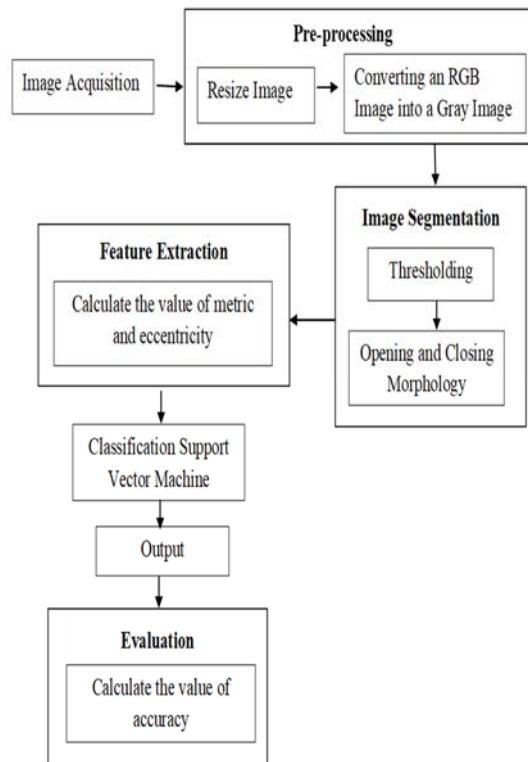 Pre-processing
Image Acquisition
Resize Image
Converting an RGB
Image into a Gray Image
Image Segmentation
Thresholding
Opening and Closing
Morphology
Feature Extraction
Calculate the value of metric
and eccentricity
Classification Support
Vector Machine
Output
Evaluation
Calculate the value of
accuracy